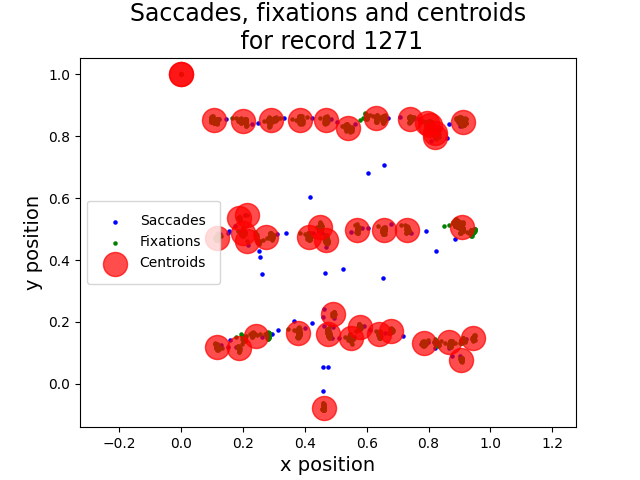 Saccades, fixations and centroids
for record 1271
1.0
0.8
0.6
0.4
0.2
0.0
y position
Saccades
Fixations
Centroids
−0.2
0.0
0.2
0.4
0.6
0.8
1.0
1.2
x position